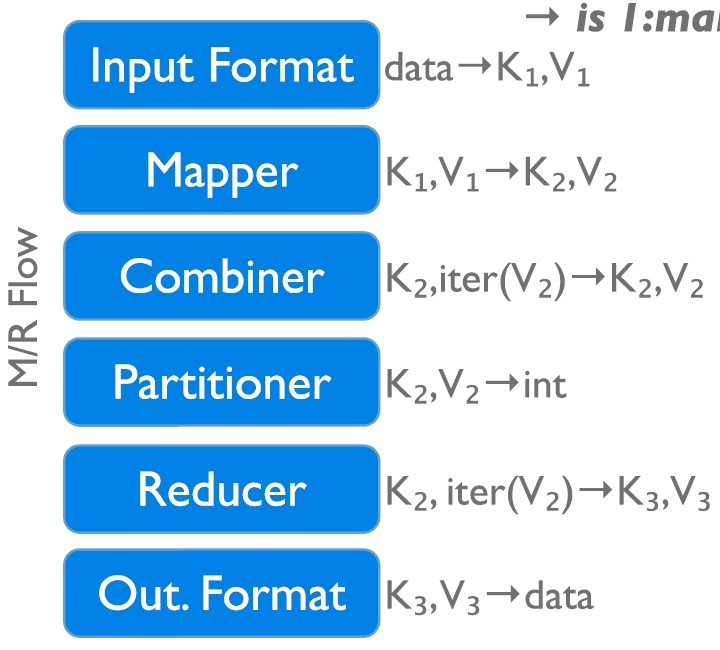 → is 1:
Input Format data→K₁,V₁
Mapper K₁,V₁→K₂,V₂
Combiner K₂,iter(V₂)→K₂,V₂
Partitioner K₂,V₂→int
Reducer K₂, iter(V₂)→K₃,V₃
Out. Format K₃,V₃→data
M/R Flow